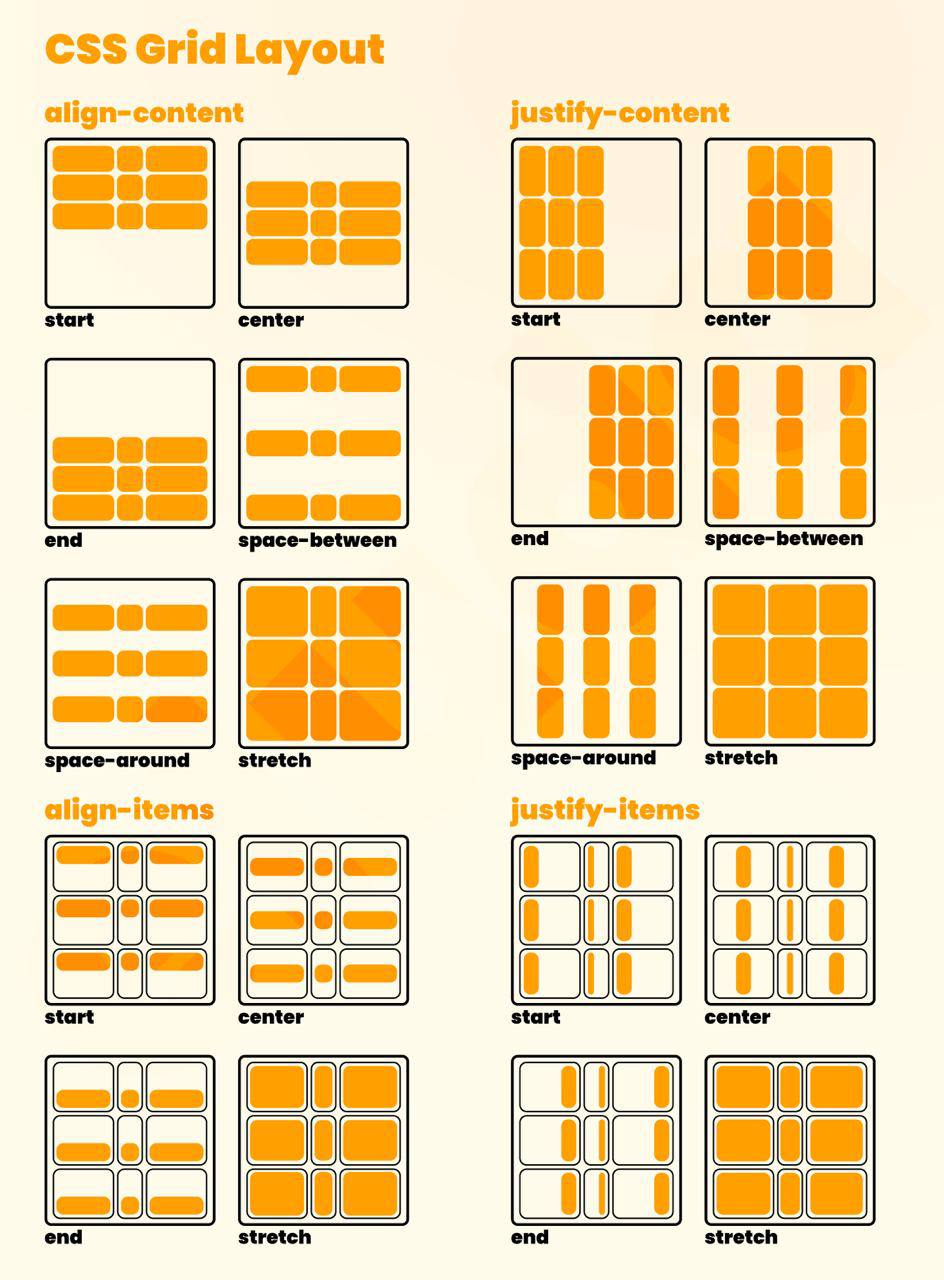 CSS Grid Layout
align-content
start
center
end
space-between
space-around
stretch
justify-content
start
center
end
space-between
space-around
stretch
align-items
start
center
end
stretch
justify-items
start
center
end
stretch